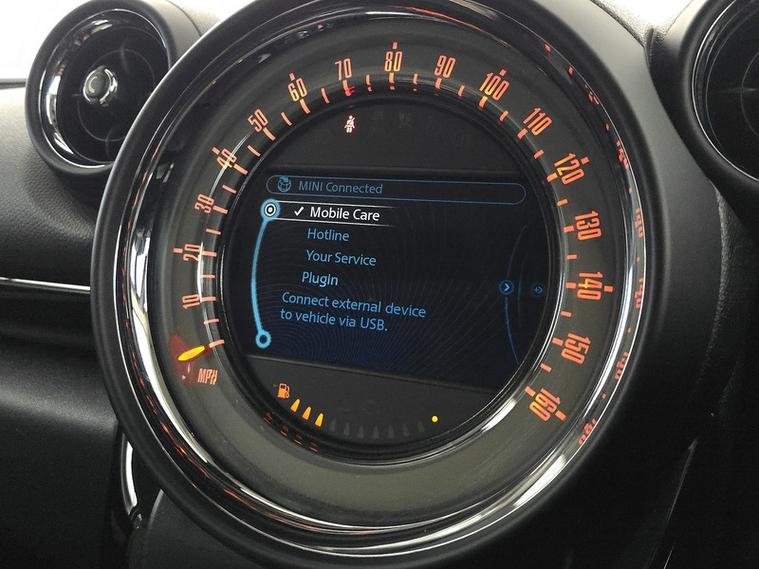 10
20
30
40
50
60
70
80
90
100
110
120
130
140
150
160
MPH
MINI Connected
Mobile Care
Hotline
Your Service
PlugIn
Connect external device
to vehicle via USB.